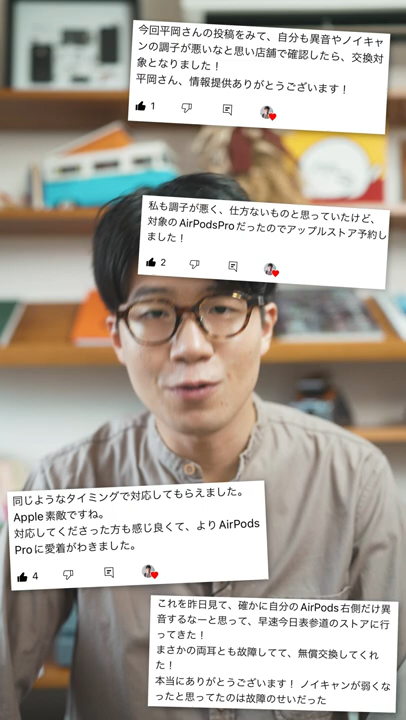 今回平岡さんの投稿をみて、自分も異音やノイキャ
ンの調子が悪いなと思い店舗で確認したら、交換対
象となりました！
平岡さん、情報提供ありがとうございます！
1
私も調子が悪く、仕方ないものと思っていたけど、
対象のAirPodsProだったのでアップルストア予約し
ました！
2
同じようなタイミングで対応してもらえました。
Apple素敵ですね。
対応してくださった方も感じ良くて、よりAirPods
Proに愛着がわきました。
4
これを昨日見て、確かに自分のAirPods右側だけ異
音するなーと思って、早速今日表参道のストアに行
ってきた！
まさかの両耳とも故障してて、無償交換してくれ
た！
本当にありがとうございます！ ノイキャンが弱くな
ったと思ってたのは故障のせいだった